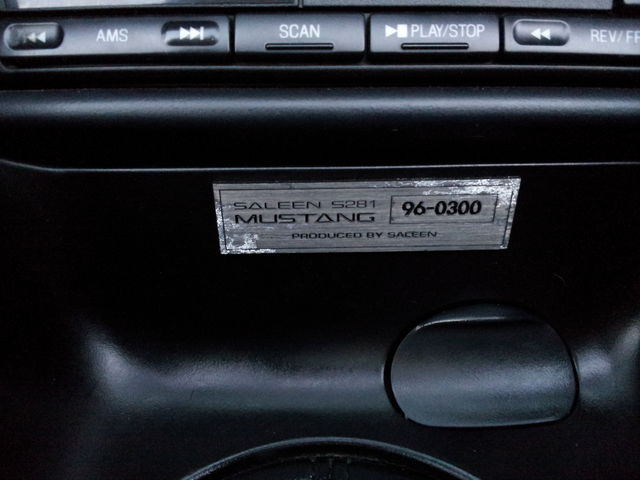 AMS SCAN PLAY/STOP REV/FF
SALEEN S281
MUSTANG 96-0300
PRODUCED BY SALEEN